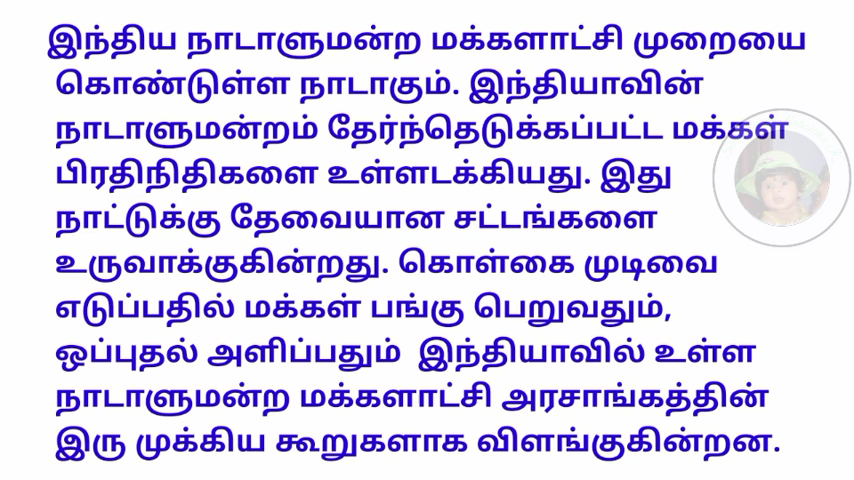 இந்திய நாடாளுமன்ற மக்களாட்சி முறையை
கொண்டுள்ள நாடாகும். இந்தியாவின்
நாடாளுமன்றம் தேர்ந்தெடுக்கப்பட்ட மக்கள்
பிரதிநிதிகளை உள்ளடக்கியது. இது
நாட்டுக்கு தேவையான சட்டங்களை
உருவாக்குகின்றது. கொள்கை முடிவை
எடுப்பதில் மக்கள் பங்கு பெறுவதும்,
ஒப்புதல் அளிப்பதும் இந்தியாவில் உள்ள
நாடாளுமன்ற மக்களாட்சி அரசாங்கத்தின்
இரு முக்கிய கூறுகளாக விளங்குகின்றன.